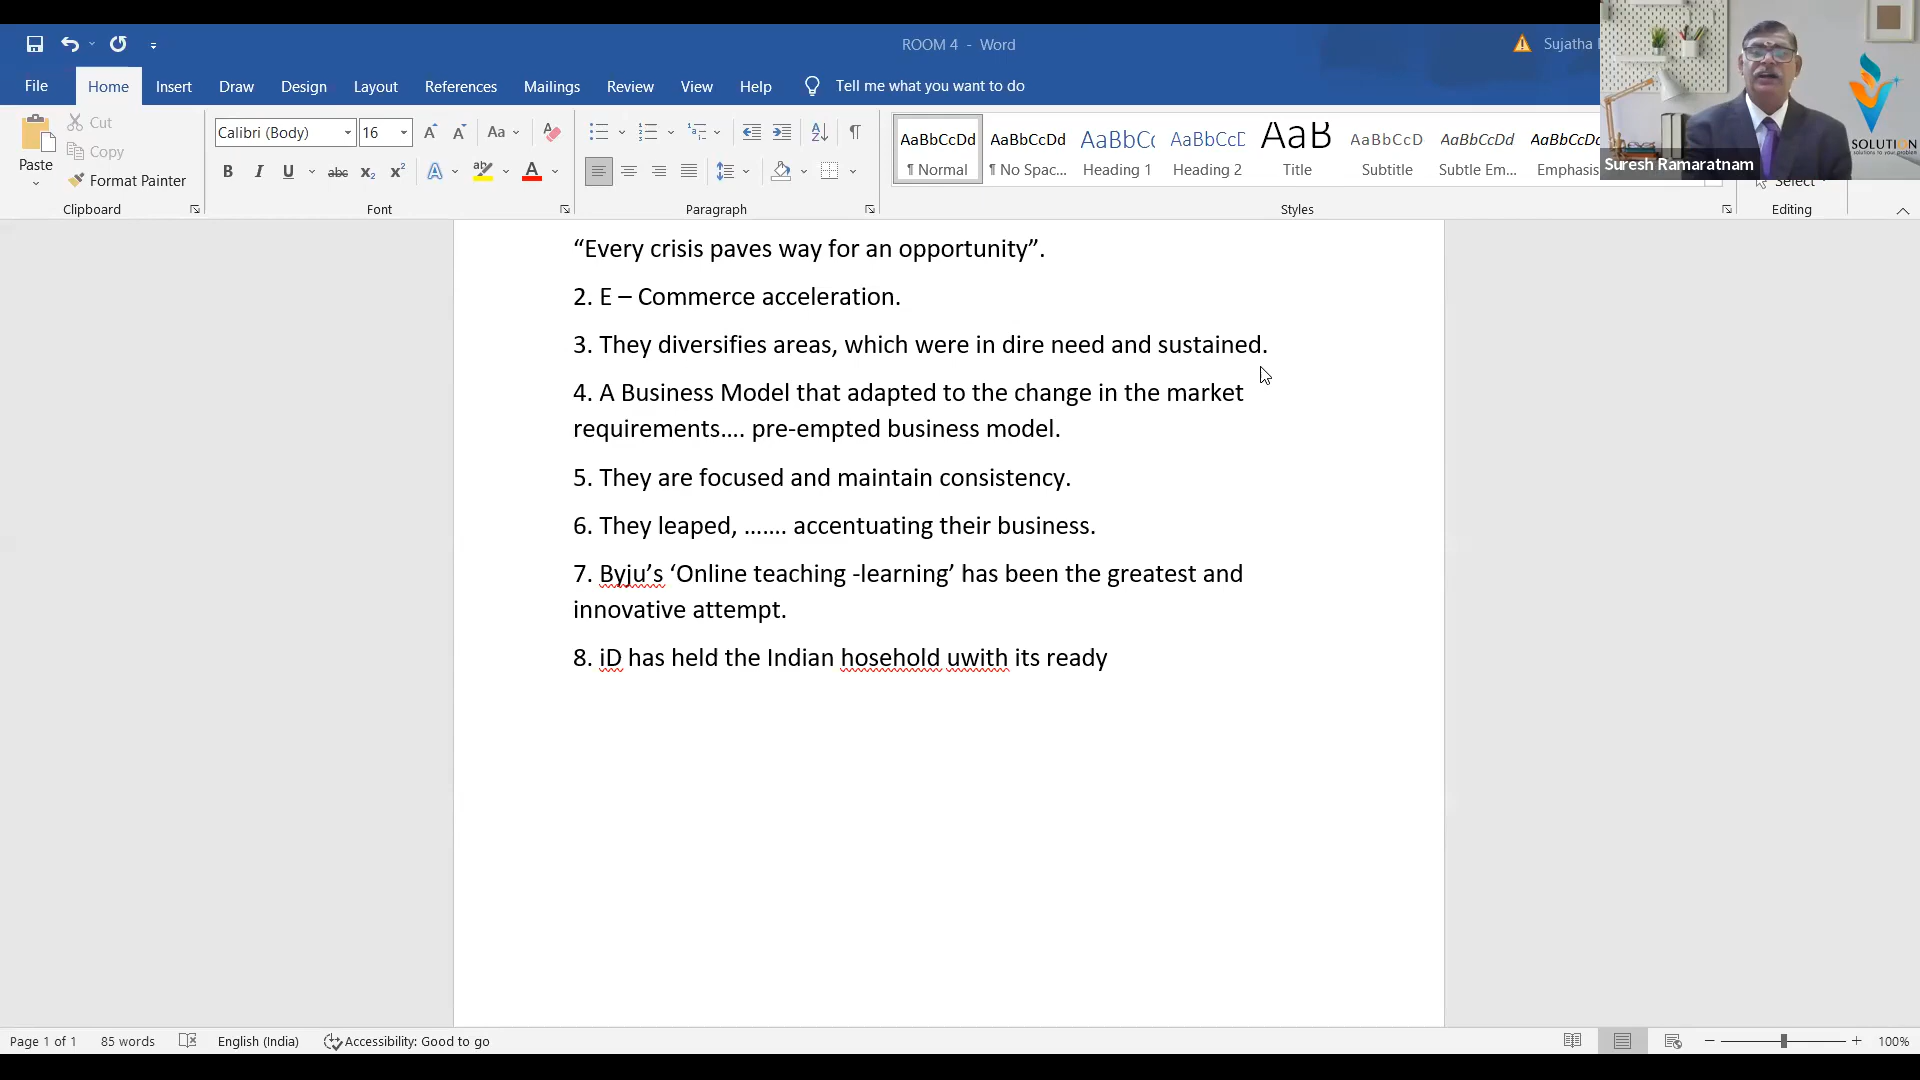 ROOM 4 - Word
Sujatha
File Home Insert Draw Design Layout References Mailings Review View Help Tell me what you want to do
Paste
Cut
Copy
Format Painter
Clipboard
Calibri (Body) 16
Font
Paragraph
AaBbCcDd AaBbCcDd AaBbCc AaBbCcD AaB AaBbCcD AaBbCcDd AaBbCcDd
¶ Normal ¶ No Spac... Heading 1 Heading 2 Title Subtitle Subtle Em... Emphasis
Styles
Select
Editing
Suresh Ramaratnam
SOLUTION
solutions to your problem
“Every crisis paves way for an opportunity”.
2. E – Commerce acceleration.
3. They diversifies areas, which were in dire need and sustained.
4. A Business Model that adapted to the change in the market
requirements…. pre-empted business model.
5. They are focused and maintain consistency.
6. They leaped, ……. accentuating their business.
7. Byju’s ‘Online teaching -learning’ has been the greatest and
innovative attempt.
8. iD has held the Indian hosehold uwith its ready
Page 1 of 1 85 words English (India) Accessibility: Good to go 100%